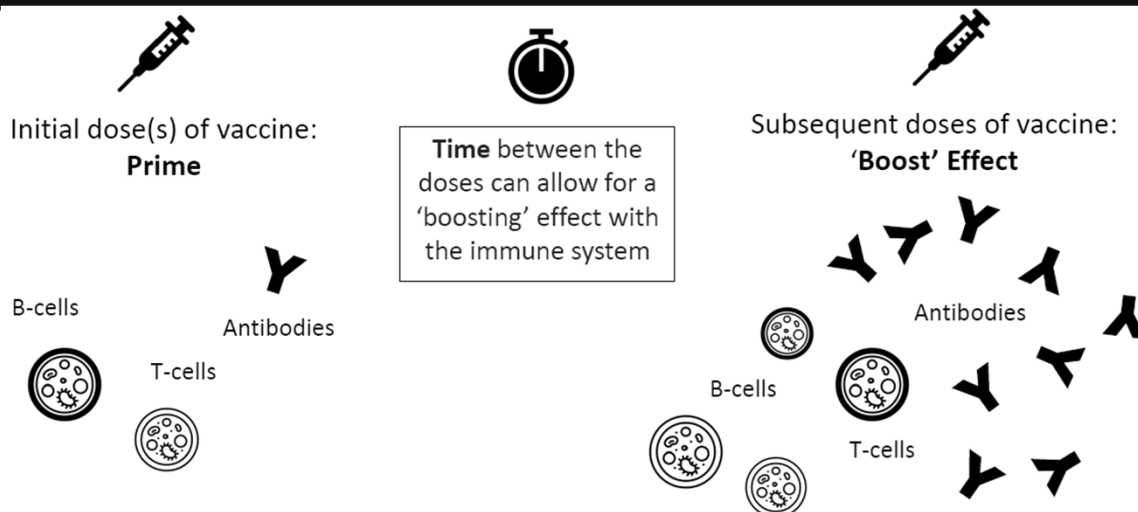 Initial dose(s) of vaccine:
Prime
B-cells
Antibodies
T-cells
Time between the
doses can allow for a
‘boosting’ effect with
the immune system
Subsequent doses of vaccine:
‘Boost’ Effect
Antibodies
B-cells
T-cells